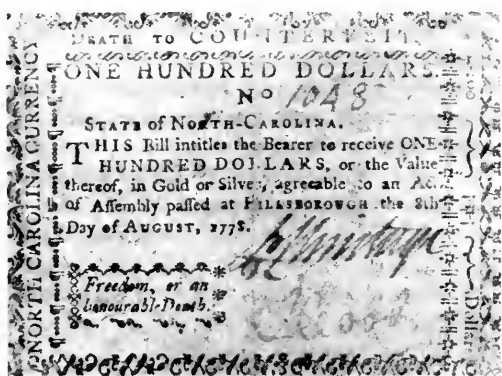 DEATH TO COUNTERFEIT.
ONE HUNDRED DOLLARS.
No 1048
STATE of NORTH-CAROLINA.
THIS Bill intitles the Bearer to receive ONE
HUNDRED DOLLARS, or the Value
thereof, in Gold or Silver, agreeable to an Act
of Assembly passed at HILLSBOROUGH the 8th
Day of AUGUST, 1778.
Freedom, or an
honourable Death.
NORTH CAROLINA CURRENCY